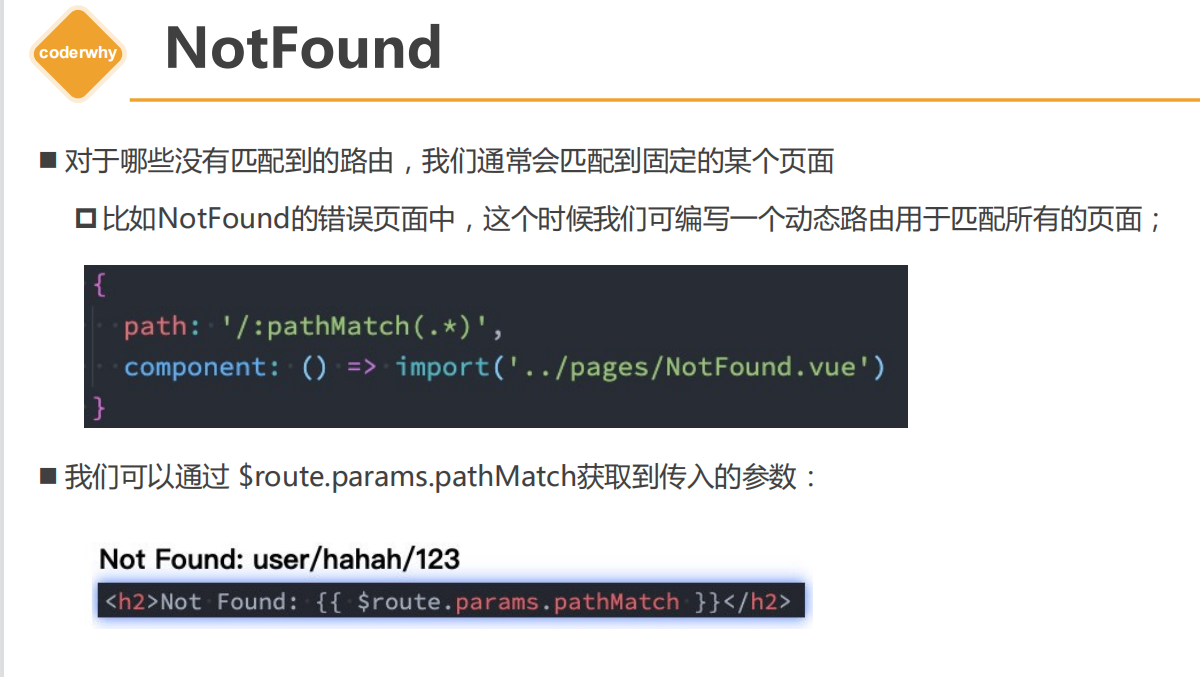 coderwhy
NotFound
对于哪些没有匹配到的路由，我们通常会匹配到固定的某个页面
比如NotFound的错误页面中，这个时候我们可编写一个动态路由用于匹配所有的页面；
{
path: '/:pathMatch(.*)',
component: () => import('../pages/NotFound.vue')
}
我们可以通过 $route.params.pathMatch获取到传入的参数：
Not Found: user/hahah/123
<h2>Not Found: {{ $route.params.pathMatch }}</h2>